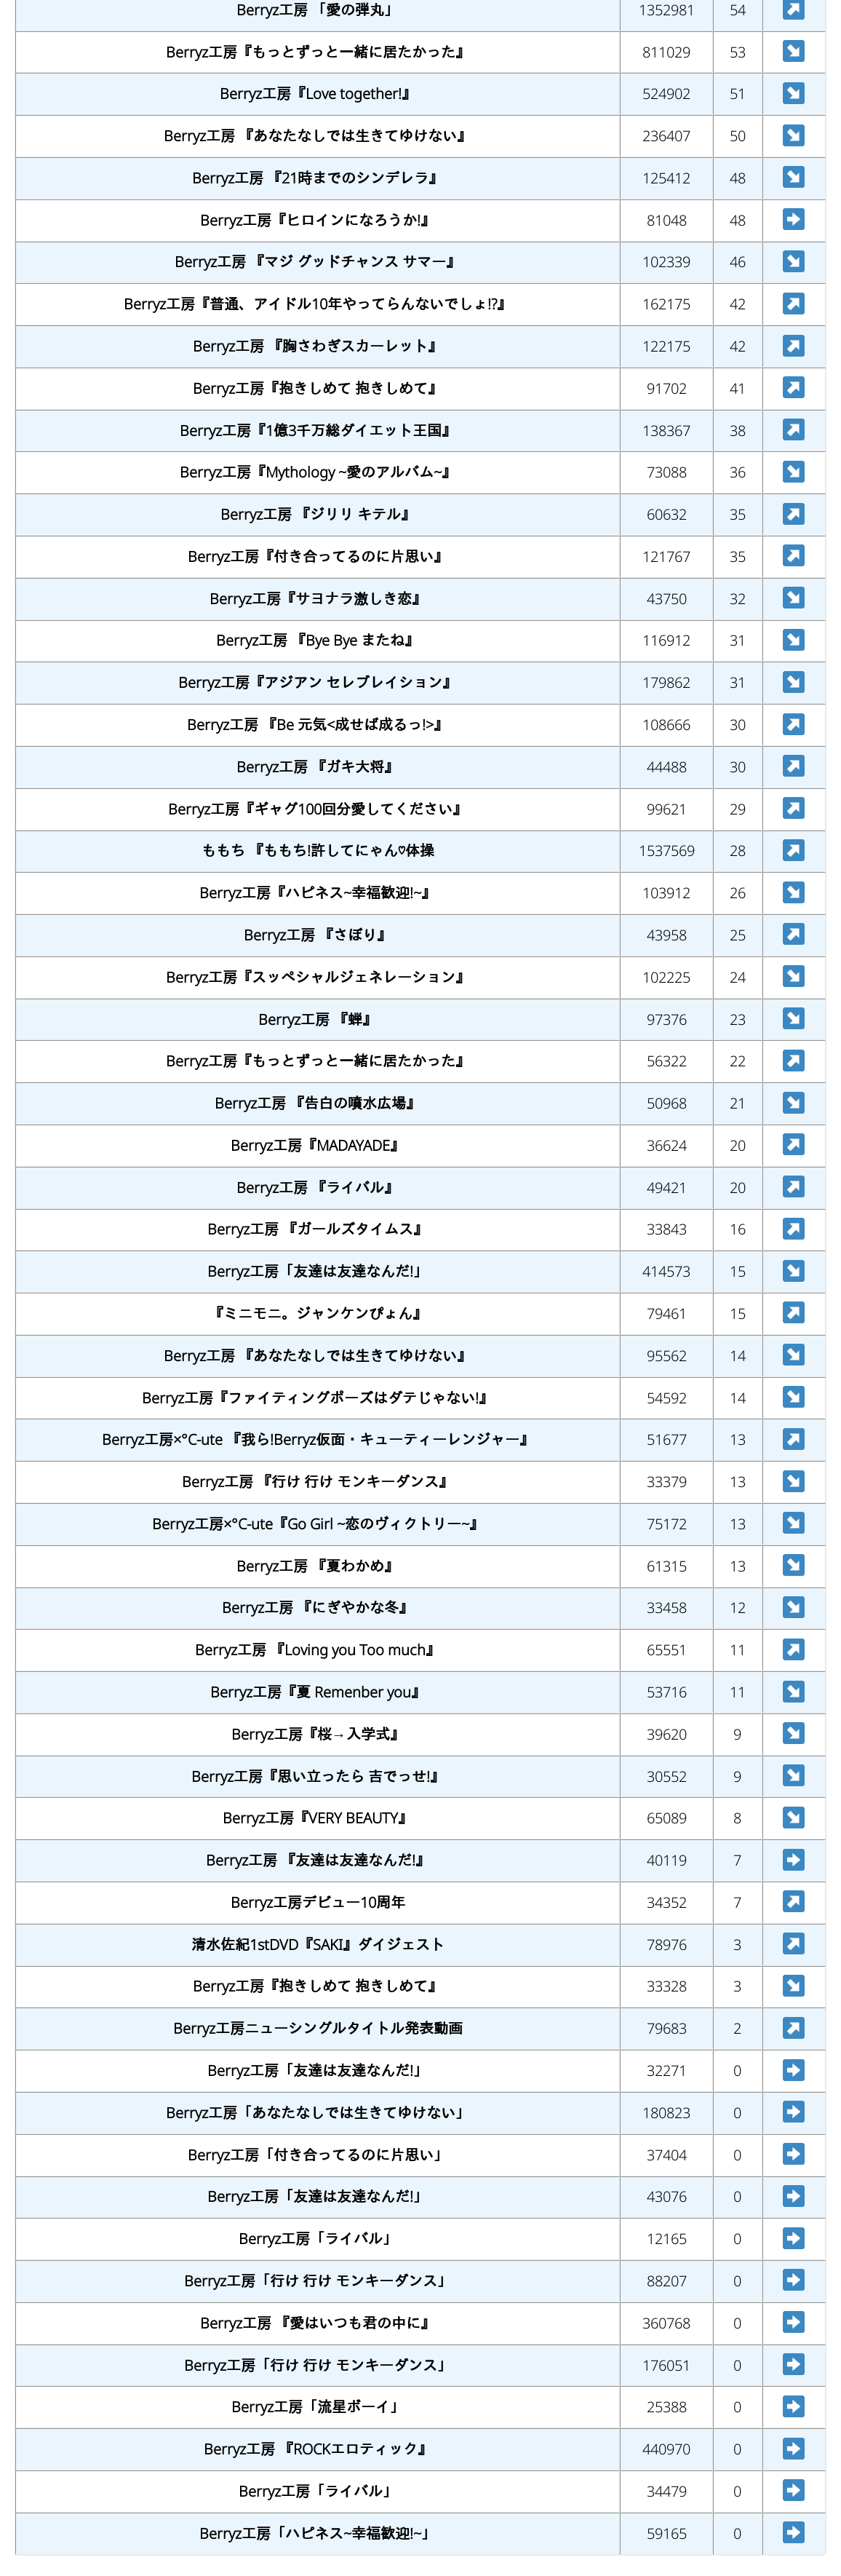 Berryz工房 「愛の弾丸」 1352981 54 ↗
Berryz工房『もっとずっと一緒に居たかった』 811029 53 ↘
Berryz工房『Love together!』 524902 51 ↘
Berryz工房 『あなたなしでは生きてゆけない』 236407 50 ↘
Berryz工房 『21時までのシンデレラ』 125412 48 ↘
Berryz工房『ヒロインになろうか!』 81048 48 ➡
Berryz工房 『マジ グッドチャンス サマー』 102339 46 ↘
Berryz工房『普通、アイドル10年やってらんないでしょ!?』 162175 42 ↗
Berryz工房 『胸さわぎスカーレット』 122175 42 ↗
Berryz工房『抱きしめて 抱きしめて』 91702 41 ↗
Berryz工房『1億3千万総ダイエット王国』 138367 38 ↗
Berryz工房『Mythology ~愛のアルバム~』 73088 36 ↘
Berryz工房 『ジリリ キテル』 60632 35 ↗
Berryz工房『付き合ってるのに片思い』 121767 35 ↗
Berryz工房『サヨナラ激しき恋』 43750 32 ↘
Berryz工房 『Bye Bye またね』 116912 31 ↘
Berryz工房『アジアン セレブレイション』 179862 31 ↘
Berryz工房 『Be 元気<成せば成るっ!>』 108666 30 ↗
Berryz工房 『ガキ大将』 44488 30 ↗
Berryz工房『ギャグ100回分愛してください』 99621 29 ↗
ももち 『ももち!許してにゃん♡体操 1537569 28 ↗
Berryz工房『ハピネス~幸福歓迎!~』 103912 26 ↘
Berryz工房 『さぼり』 43958 25 ↗
Berryz工房『スッペシャルジェネレーション』 102225 24 ↘
Berryz工房 『蝉』 97376 23 ↘
Berryz工房『もっとずっと一緒に居たかった』 56322 22 ↗
Berryz工房 『告白の噴水広場』 50968 21 ↘
Berryz工房『MADAYADE』 36624 20 ↗
Berryz工房 『ライバル』 49421 20 ↗
Berryz工房 『ガールズタイムス』 33843 16 ↗
Berryz工房「友達は友達なんだ!」 414573 15 ↘
『ミニモニ。ジャンケンぴょん』 79461 15 ↗
Berryz工房 『あなたなしでは生きてゆけない』 95562 14 ↘
Berryz工房『ファイティングポーズはダテじゃない!』 54592 14 ↘
Berryz工房×°C-ute 『我ら!Berryz仮面・キューティーレンジャー』 51677 13 ↗
Berryz工房 『行け 行け モンキーダンス』 33379 13 ↘
Berryz工房×°C-ute『Go Girl ~恋のヴィクトリー~』 75172 13 ↘
Berryz工房 『夏わかめ』 61315 13 ↘
Berryz工房 『にぎやかな冬』 33458 12 ↘
Berryz工房 『Loving you Too much』 65551 11 ↗
Berryz工房『夏 Remenber you』 53716 11 ↘
Berryz工房『桜→入学式』 39620 9 ↘
Berryz工房『思い立ったら 吉でっせ!』 30552 9 ↘
Berryz工房『VERY BEAUTY』 65089 8 ↘
Berryz工房 『友達は友達なんだ!』 40119 7 ➡
Berryz工房デビュー10周年 34352 7 ↗
清水佐紀1stDVD『SAKI』ダイジェスト 78976 3 ↗
Berryz工房『抱きしめて 抱きしめて』 33328 3 ↘
Berryz工房ニューシングルタイトル発表動画 79683 2 ↗
Berryz工房「友達は友達なんだ!」 32271 0 ➡
Berryz工房「あなたなしでは生きてゆけない」 180823 0 ➡
Berryz工房「付き合ってるのに片思い」 37404 0 ➡
Berryz工房「友達は友達なんだ!」 43076 0 ➡
Berryz工房「ライバル」 12165 0 ➡
Berryz工房「行け 行け モンキーダンス」 88207 0 ➡
Berryz工房 『愛はいつも君の中に』 360768 0 ➡
Berryz工房「行け 行け モンキーダンス」 176051 0 ➡
Berryz工房「流星ボーイ」 25388 0 ➡
Berryz工房 『ROCKエロティック』 440970 0 ➡
Berryz工房「ライバル」 34479 0 ➡
Berryz工房「ハピネス~幸福歓迎!~」 59165 0 ➡